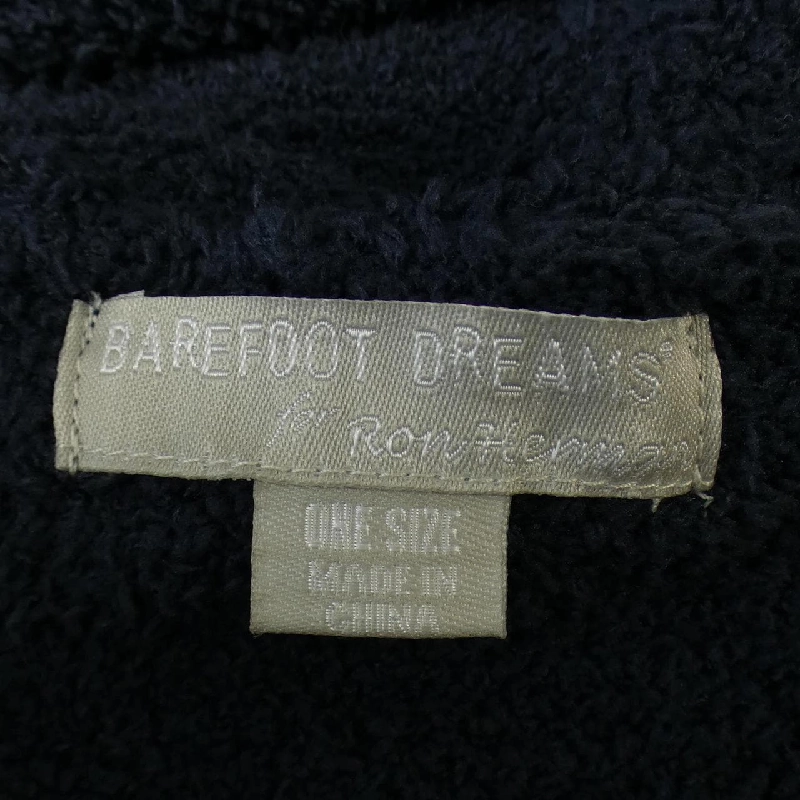 BAREFOOT DREAMS®
for Ron Herman
ONE SIZE
MADE IN
CHINA